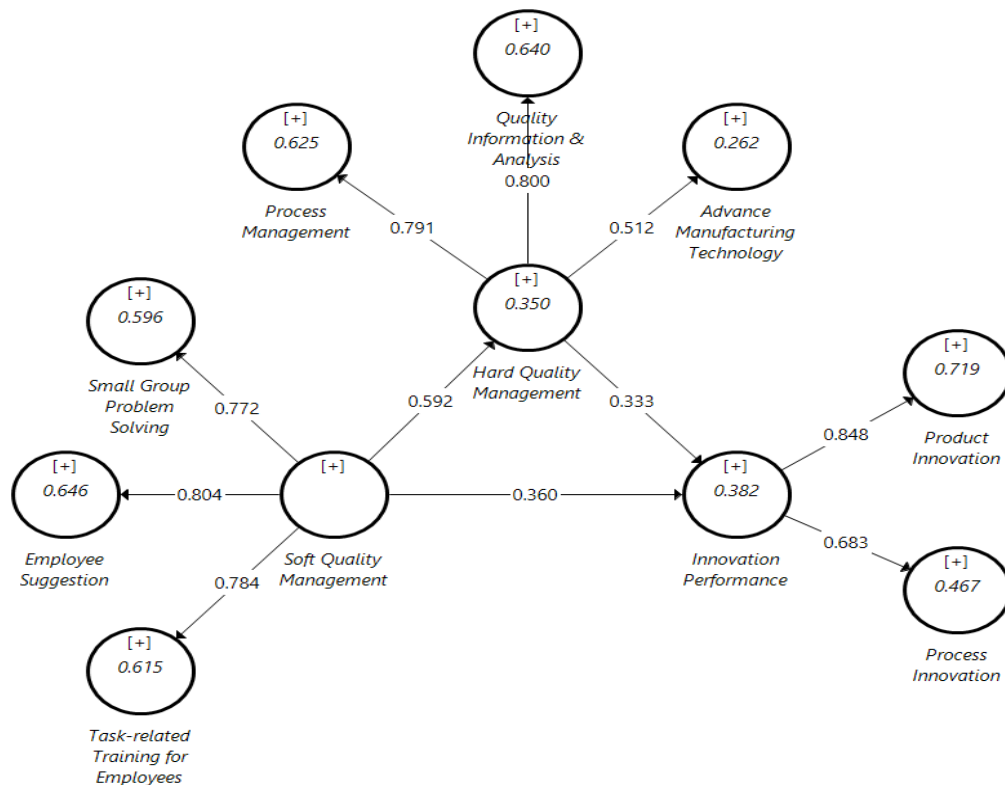 [+]
0.640
Quality
Information &
Analysis
0.800
[+]
0.625
Process
Management
0.791
[+]
0.262
Advance
Manufacturing
Technology
0.512
[+]
0.350
Hard Quality
Management
[+]
0.596
Small Group
Problem
Solving
0.772
0.592
0.333
[+]
0.719
Product
Innovation
0.848
[+]
0.646
Employee
Suggestion
0.804
[+]
Soft Quality
Management
0.360
[+]
0.382
Innovation
Performance
0.683
[+]
0.467
Process
Innovation
0.784
[+]
0.615
Task-related
Training for
Employees